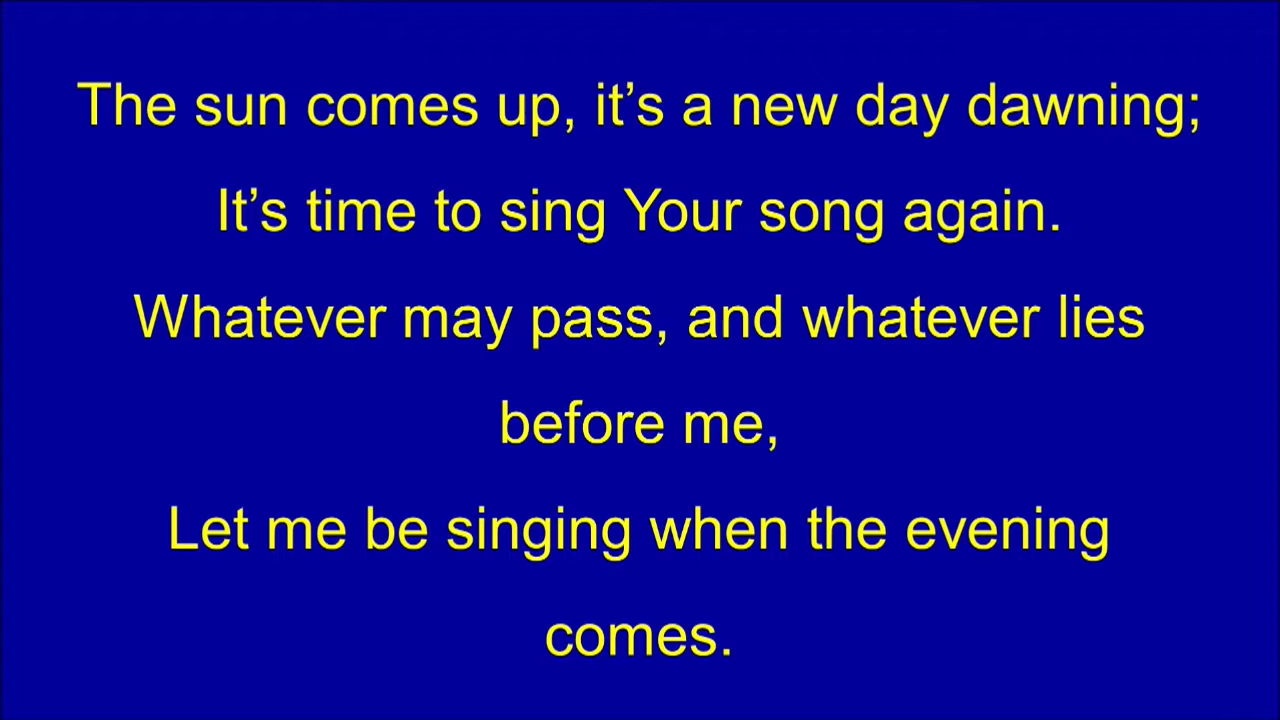 The sun comes up, it’s a new day dawning;
It’s time to sing Your song again.
Whatever may pass, and whatever lies
before me,
Let me be singing when the evening
comes.